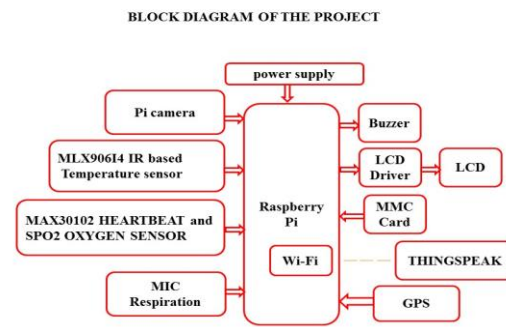 BLOCK DIAGRAM OF THE PROJECT
power supply
Pi camera
Buzzer
MLX906I4 IR based
Temperature sensor
LCD
Driver
LCD
MAX30102 HEARTBEAT and
SPO2 OXYGEN SENSOR
Raspberry
Pi
MMC
Card
Wi-Fi
THINGSPEAK
MIC
Respiration
GPS